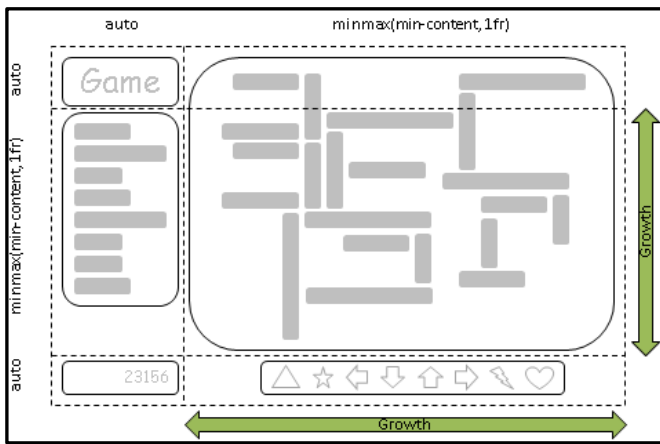 auto
minmax(min-content, 1fr)
auto
Game
minmax(min-content, 1fr)
Growth
auto
23156
Growth